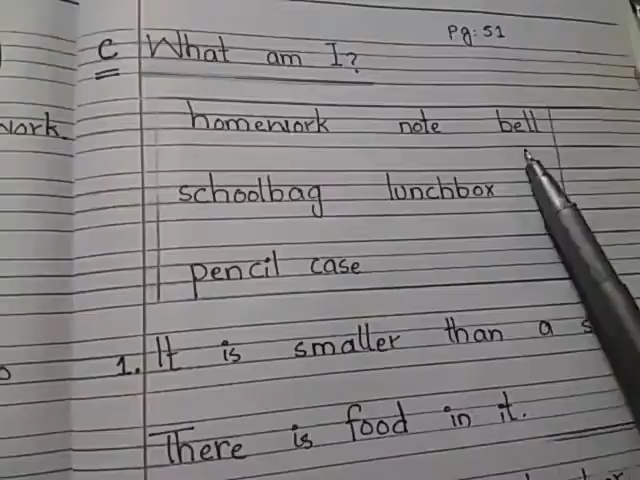 Pg: 51
C What am I?
work
homework note bell
schoolbag lunchbox
pencil case
1. It is smaller than a s
There is food in it.